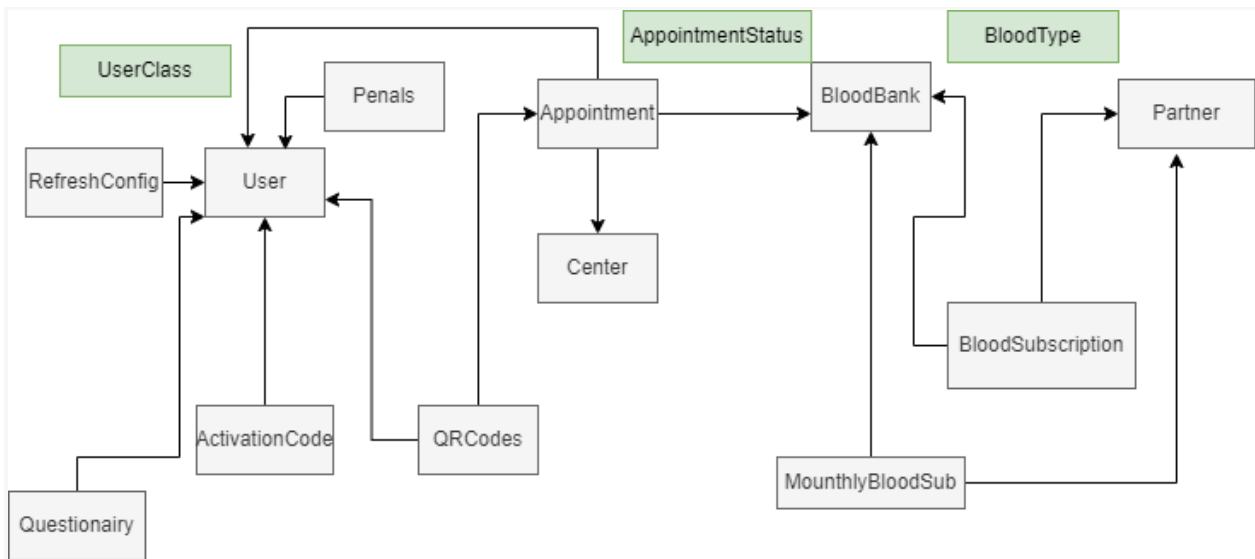 AppointmentStatus
BloodType
UserClass
Penals
BloodBank
Appointment
Partner
RefreshConfig
User
Center
BloodSubscription
ActivationCode
QRCodes
MounthlyBloodSub
Questionairy